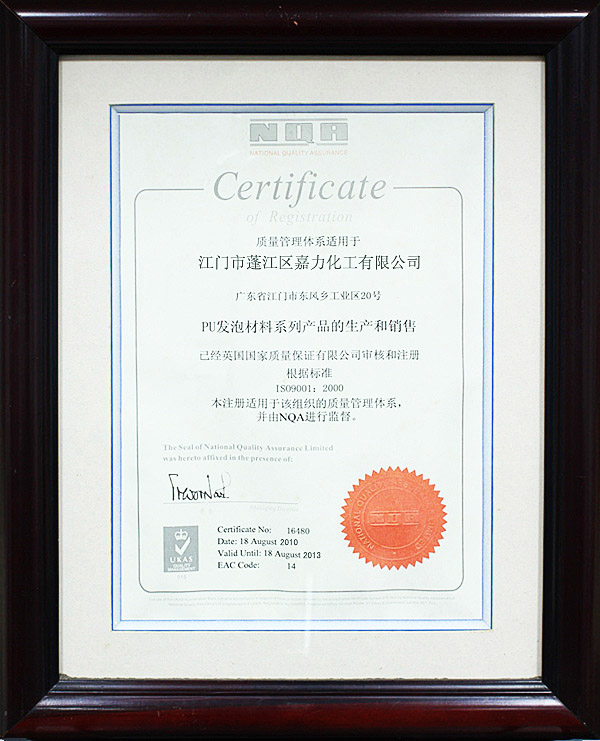 NQA
NATIONAL QUALITY ASSURANCE
Certificate
of Registration
质量管理体系适用于
江门市蓬江区嘉力化工有限公司
广东省江门市东风乡工业区20号
PU发泡材料系列产品的生产和销售
已经英国国家质量保证有限公司审核和注册
根据标准
ISO9001：2000
本注册适用于该组织的质量管理体系，
并由NQA进行监督。
The Seal of National Quality Assurance Limited
was hereto affixed in the presence of:
Certificate No: 16480
Date: 18 August 2010
Valid Until: 18 August 2013
EAC Code: 14
UKAS
QUALITY
MANAGEMENT
NQA